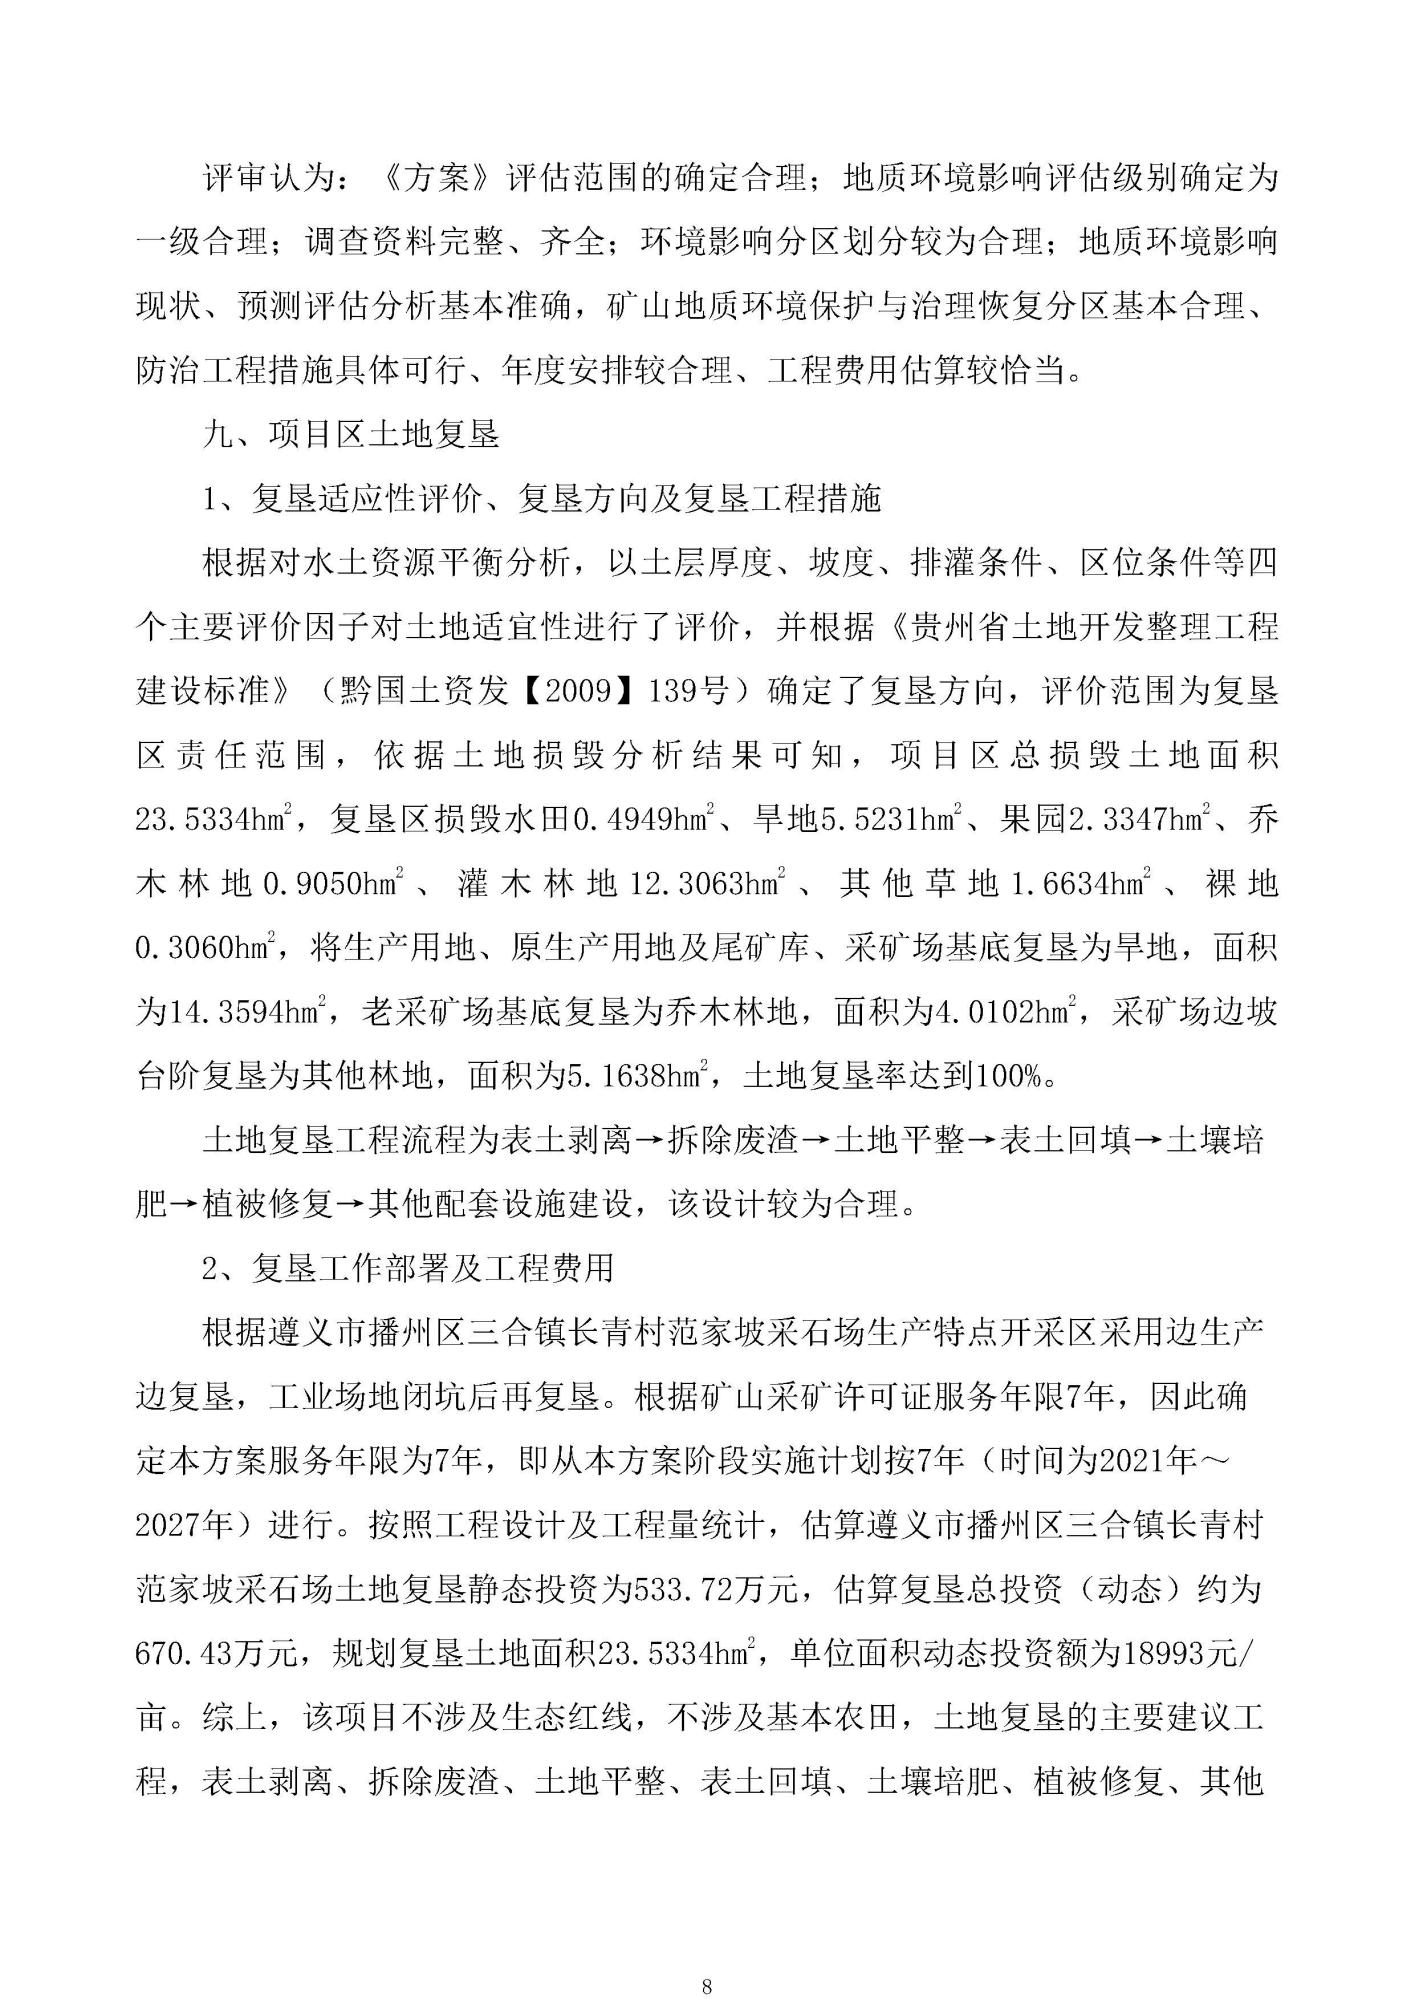 评审认为：《方案》评估范围的确定合理；地质环境影响评估级别确定为
一级合理；调查资料完整、齐全；环境影响分区划分较为合理；地质环境影响
现状、预测评估分析基本准确，矿山地质环境保护与治理恢复分区基本合理、
防治工程措施具体可行、年度安排较合理、工程费用估算较恰当。
九、项目区土地复垦
1、复垦适应性评价、复垦方向及复垦工程措施
根据对水土资源平衡分析，以土层厚度、坡度、排灌条件、区位条件等四
个主要评价因子对土地适宜性进行了评价，并根据《贵州省土地开发整理工程
建设标准》（黔国土资发【2009】139号）确定了复垦方向，评价范围为复垦
区责任范围，依据土地损毁分析结果可知，项目区总损毁土地面积
23.5334hm²，复垦区损毁水田0.4949hm²、旱地5.5231hm²、果园2.3347hm²、乔
木林地0.9050hm²、灌木林地12.3063hm²、其他草地1.6634hm²、裸地
0.3060hm²，将生产用地、原生产用地及尾矿库、采矿场基底复垦为旱地，面积
为14.3594hm²，老采矿场基底复垦为乔木林地，面积为4.0102hm²，采矿场边坡
台阶复垦为其他林地，面积为5.1638hm²，土地复垦率达到100%。
土地复垦工程流程为表土剥离→拆除废渣→土地平整→表土回填→土壤培
肥→植被修复→其他配套设施建设，该设计较为合理。
2、复垦工作部署及工程费用
根据遵义市播州区三合镇长青村范家坡采石场生产特点开采区采用边生产
边复垦，工业场地闭坑后再复垦。根据矿山采矿许可证服务年限7年，因此确
定本方案服务年限为7年，即从本方案阶段实施计划按7年（时间为2021年～
2027年）进行。按照工程设计及工程量统计，估算遵义市播州区三合镇长青村
范家坡采石场土地复垦静态投资为533.72万元，估算复垦总投资（动态）约为
670.43万元，规划复垦土地面积23.5334hm²，单位面积动态投资额为18993元/
亩。综上，该项目不涉及生态红线，不涉及基本农田，土地复垦的主要建议工
程，表土剥离、拆除废渣、土地平整、表土回填、土壤培肥、植被修复、其他
8